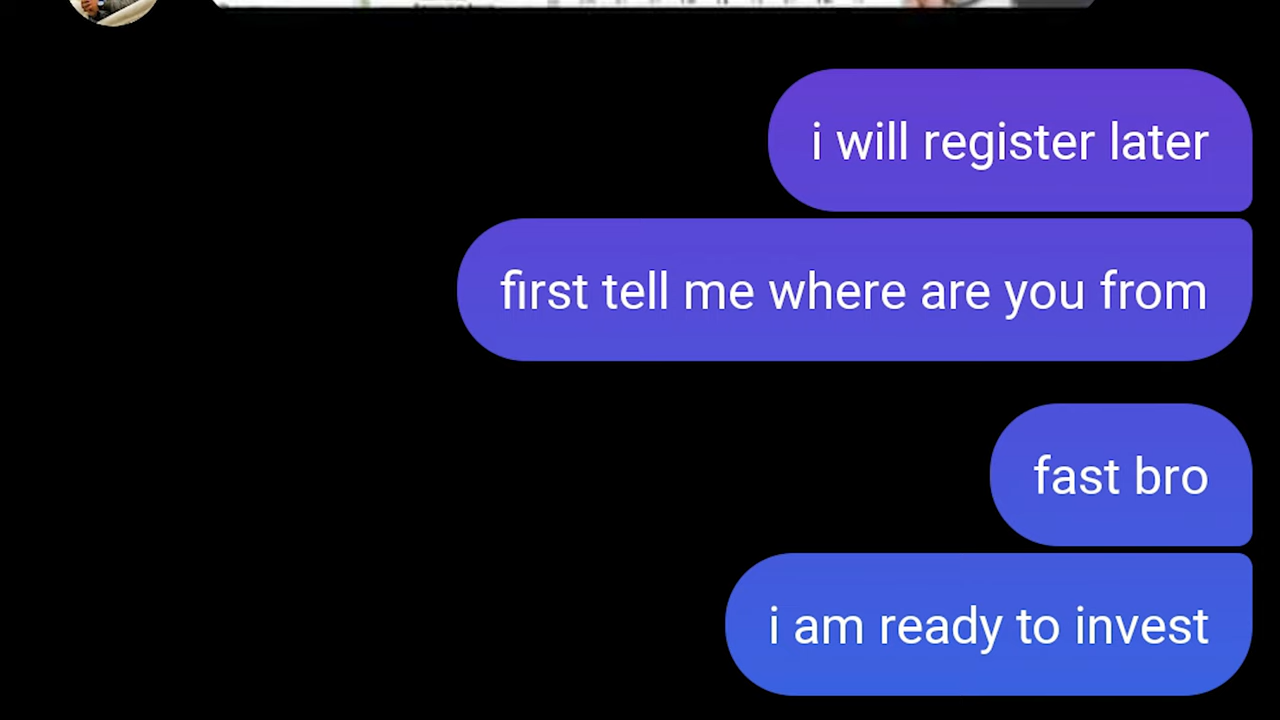 i will register later
first tell me where are you from
fast bro
i am ready to invest